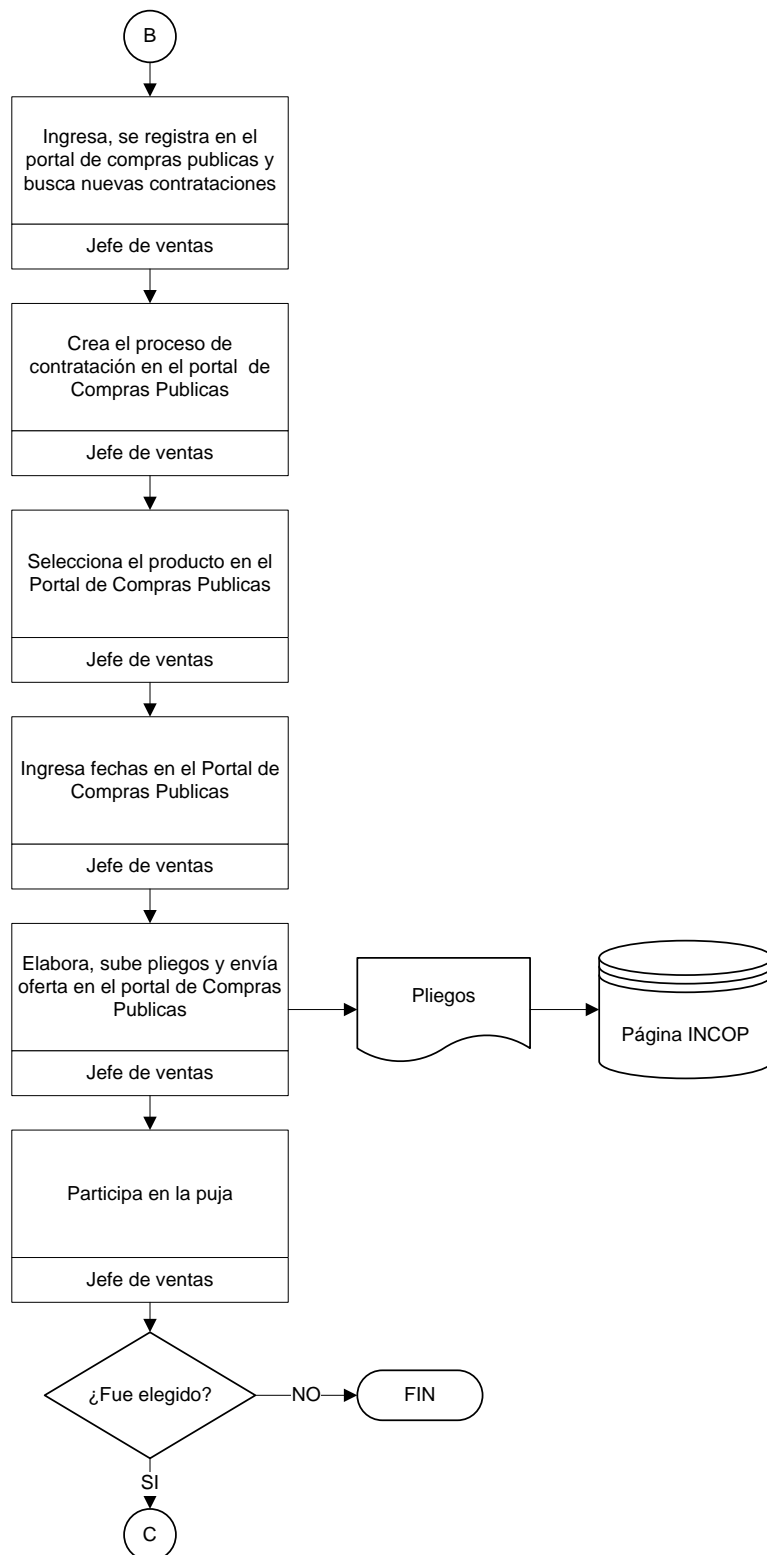 B
Ingresa, se registra en el
portal de compras publicas y
busca nuevas contrataciones
Jefe de ventas
Crea el proceso de
contratación en el portal de
Compras Publicas
Jefe de ventas
Selecciona el producto en el
Portal de Compras Publicas
Jefe de ventas
Ingresa fechas en el Portal de
Compras Publicas
Jefe de ventas
Elabora, sube pliegos y envía
oferta en el portal de Compras
Publicas
Jefe de ventas
Pliegos
Página INCOP
Participa en la puja
Jefe de ventas
¿Fue elegido?
NO
FIN
SI
C